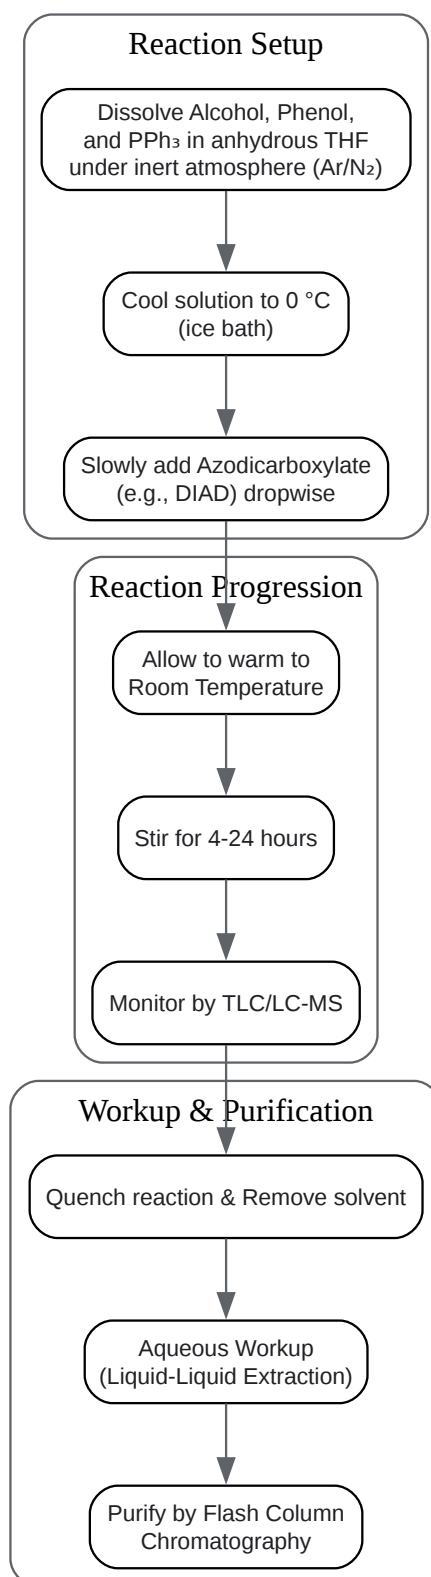 Reaction Setup
Dissolve Alcohol, Phenol,
and PPh₃ in anhydrous THF
under inert atmosphere (Ar/N₂)
Cool solution to 0 °C
(ice bath)
Slowly add Azodicarboxylate
(e.g., DIAD) dropwise
Reaction Progression
Allow to warm to
Room Temperature
Stir for 4-24 hours
Monitor by TLC/LC-MS
Workup & Purification
Quench reaction & Remove solvent
Aqueous Workup
(Liquid-Liquid Extraction)
Purify by Flash Column
Chromatography